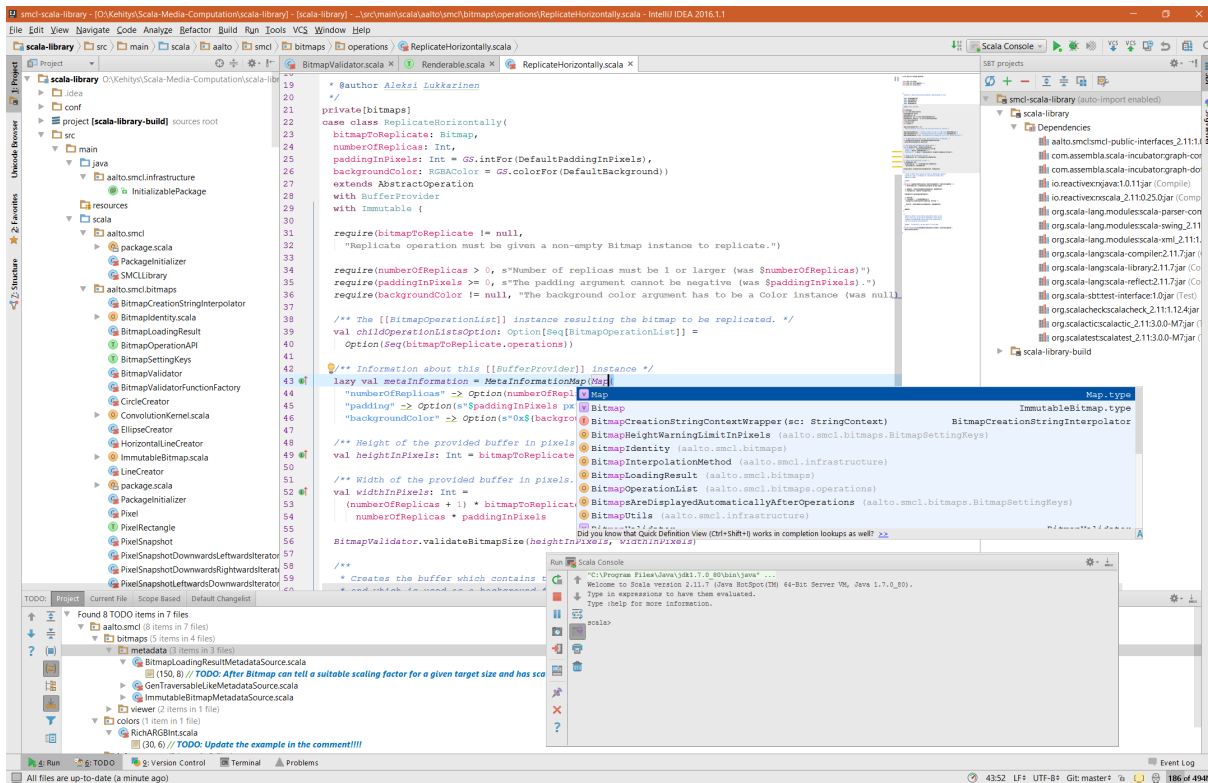 smcl-scala-library - [O:\Kehitys\Scala-Media-Computation\scala-library] - [scala-library] - ...\src\main\scala\aalto\smcl\bitmaps\operations\ReplicateHorizontally.scala - IntelliJ IDEA 2016.1.1
File Edit View Navigate Code Analyze Refactor Build Run Tools VCS Window Help
scala-library src main scala aalto smcl bitmaps operations ReplicateHorizontally.scala
Scala Console
Project
BitmapValidator.scala × Renderable.scala × ReplicateHorizontally.scala ×
SBT projects
1: Project
Unicode Browser
2: Favorites
7: Structure
scala-library O:\Kehitys\Scala-Media-Computation\scala-libr
.idea
conf
project [scala-library-build] sources root
src
main
java
aalto.smcl.infrastructure
InitializablePackage
resources
scala
aalto.smcl
package.scala
PackageInitializer
SMCLLibrary
aalto.smcl.bitmaps
BitmapCreationStringInterpolator
BitmapIdentity.scala
BitmapLoadingResult
BitmapOperationAPI
BitmapSettingKeys
BitmapValidator
BitmapValidatorFunctionFactory
CircleCreator
ConvolutionKernel.scala
EllipseCreator
HorizontalLineCreator
ImmutableBitmap.scala
LineCreator
package.scala
PackageInitializer
Pixel
PixelRectangle
PixelSnapshot
PixelSnapshotDownwardsLeftwardsIterator
PixelSnapshotDownwardsRightwardsIterato
PixelSnapshotLeftwardsDownwardsIterator
19 * @author Aleksi Lukkarinen
20 */
21 private[bitmaps]
22 case class ReplicateHorizontally(
23 bitmapToReplicate: Bitmap,
24 numberOfReplicas: Int,
25 paddingInPixels: Int = GS.intFor(DefaultPaddingInPixels),
26 backgroundColor: RGBAColor = GS.colorFor(DefaultBackground))
27 extends AbstractOperation
28 with BufferProvider
29 with Immutable {
30
31 require(bitmapToReplicate != null,
32 "Replicate operation must be given a non-empty Bitmap instance to replicate.")
33
34 require(numberOfReplicas > 0, s"Number of replicas must be 1 or larger (was $numberOfReplicas)")
35 require(paddingInPixels >= 0, s"The padding argument cannot be negative (was $paddingInPixels).")
36 require(backgroundColor != null, "The background color argument has to be a Color instance (was null)
37
38 /** The [[BitmapOperationList]] instance resulting the bitmap to be replicated. */
39 val childOperationListsOption: Option[Seq[BitmapOperationList]] =
40 Option(Seq(bitmapToReplicate.operations))
41
42 /** Information about this [[BufferProvider]] instance */
43 lazy val metaInformation = MetaInformationMap(Map(
44 "numberOfReplicas" -> Option(numberOfRepl
45 "padding" -> Option(s"$paddingInPixels px
46 "backgroundColor" -> Option(s"0x${backgro
47
48 /** Height of the provided buffer in pixels
49 val heightInPixels: Int = bitmapToReplicate
50
51 /** Width of the provided buffer in pixels.
52 val widthInPixels: Int =
53 (numberOfReplicas + 1) * bitmapToReplicat
54 numberOfReplicas * paddingInPixels
55
56 BitmapValidator.validateBitmapSize(heightInPixels, widthInPixels)
57
58 /**
59 * Creates the buffer which contains t
Map Map.type
Bitmap ImmutableBitmap.type
BitmapCreationStringContextWrapper(sc: StringContext) BitmapCreationStringInterpolator
BitmapHeightWarningLimitInPixels (aalto.smcl.bitmaps.BitmapSettingKeys)
BitmapIdentity (aalto.smcl.bitmaps)
BitmapInterpolationMethod (aalto.smcl.infrastructure)
BitmapLoadingResult (aalto.smcl.bitmaps)
BitmapOperationList (aalto.smcl.bitmaps.operations)
BitmapsAreDisplayedAutomaticallyAfterOperations (aalto.smcl.bitmaps.BitmapSettingKeys)
BitmapUtils (aalto.smcl.infrastructure)
Did you know that Quick Definition View (Ctrl+Shift+I) works in completion lookups as well? >>
smcl-scala-library (auto-import enabled)
scala-library
Dependencies
aalto.smcl:smcl-public-interfaces_2.11:1.0
com.assembla.scala-incubator:graph-cor
com.assembla.scala-incubator:graph-dot
io.reactivex:rxjava:1.0.11:jar (Compile)
io.reactivex:rxscala_2.11:0.25.0:jar (Comp
org.scala-lang.modules:scala-parser-com
org.scala-lang.modules:scala-swing_2.11:
org.scala-lang.modules:scala-xml_2.11:1.
org.scala-lang:scala-compiler:2.11.7:jar (
org.scala-lang:scala-library:2.11.7:jar (Co
org.scala-lang:scala-reflect:2.11.7:jar (Co
org.scala-sbt:test-interface:1.0:jar (Test)
org.scalacheck:scalacheck_2.11:1.12.4:jar
org.scalactic:scalactic_2.11:3.0.0-M7:jar (T
org.scalatest:scalatest_2.11:3.0.0-M7:jar (
scala-library-build
Run Scala Console
"C:\Program Files\Java\jdk1.7.0_80\bin\java" ...
Welcome to Scala version 2.11.7 (Java HotSpot(TM) 64-Bit Server VM, Java 1.7.0_80).
Type in expressions to have them evaluated.
Type :help for more information.
scala>
TODO: Project Current File Scope Based Default Changelist
Found 8 TODO items in 7 files
aalto.smcl (8 items in 7 files)
bitmaps (5 items in 4 files)
metadata (3 items in 3 files)
BitmapLoadingResultMetadataSource.scala
(150, 8) // TODO: After Bitmap can tell a suitable scaling factor for a given target size and has sca
GenTraversableLikeMetadataSource.scala
ImmutableBitmapMetadataSource.scala
viewer (2 items in 1 file)
colors (1 item in 1 file)
RichARGBInt.scala
(30, 6) // TODO: Update the example in the comment!!!!
4: Run 6: TODO 9: Version Control Terminal Problems Event Log
All files are up-to-date (a minute ago) 43:52 LF÷ UTF-8÷ Git: master÷ 186 of 494M